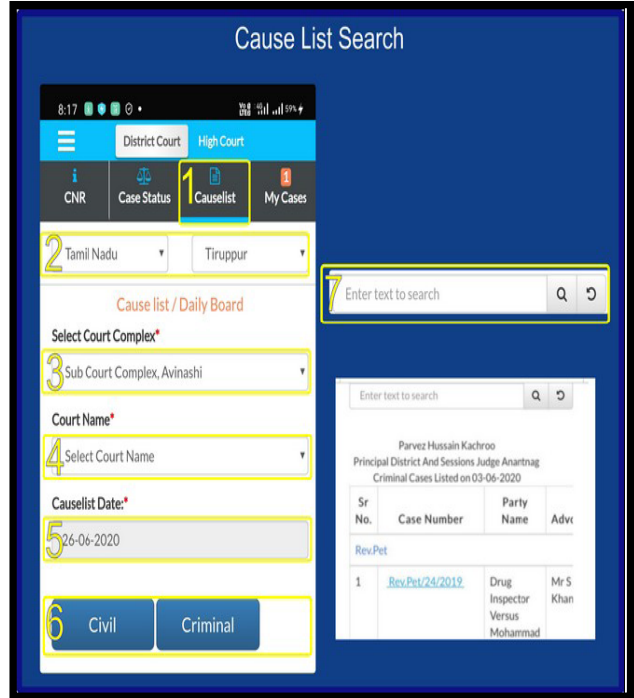 Cause List Search
8:17 59%
District Court High Court
CNR Case Status 1 Causelist 1 My Cases
2 Tamil Nadu Tiruppur
Cause list / Daily Board
Select Court Complex*
3 Sub Court Complex, Avinashi
Court Name*
4 Select Court Name
Causelist Date:*
5 26-06-2020
6 Civil Criminal
7 Enter text to search
Enter text to search
Parvez Hussain Kachroo
Principal District And Sessions Judge Anantnag
Criminal Cases Listed on 03-06-2020
Sr Party
No. Case Number Name Advo
Rev.Pet
1 Rev.Pet/24/2019 Drug Mr S
Inspector Khan
Versus
Mohammad